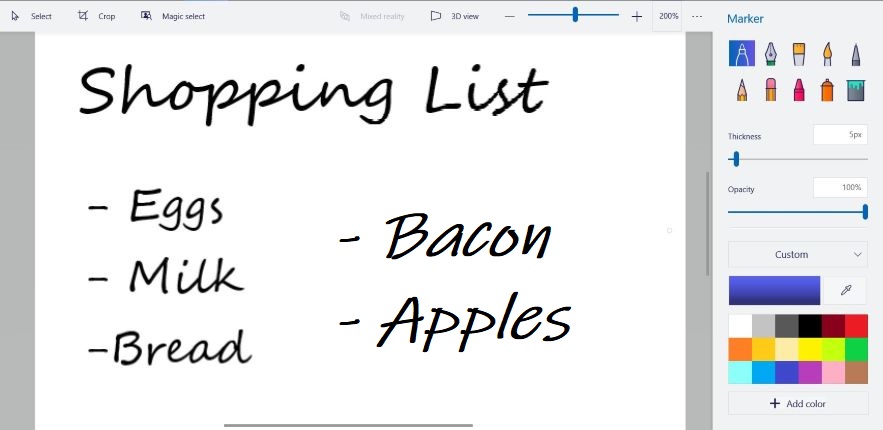 Select Crop Magic select Mixed reality 3D view 200%
Marker
Shopping List
Thickness
5px
Opacity
100%
- Eggs
- Milk
-Bread
- Bacon
- Apples
Custom
+ Add color